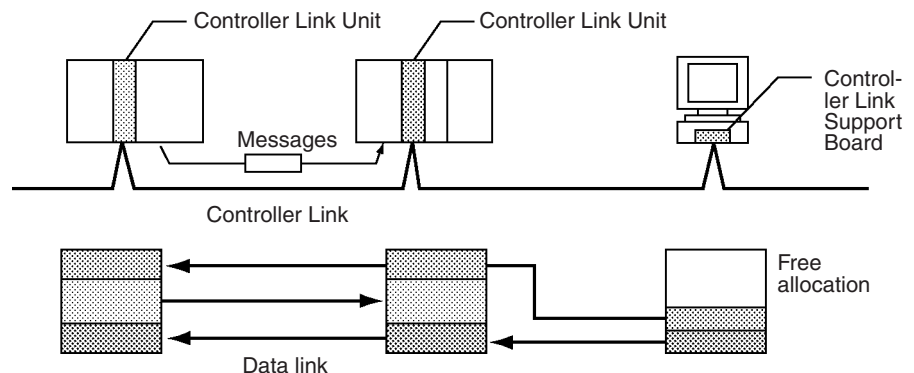 Controller Link Unit
Controller Link Unit
Control-
ler Link
Support
Board
Messages
Controller Link
Free
allocation
Data link